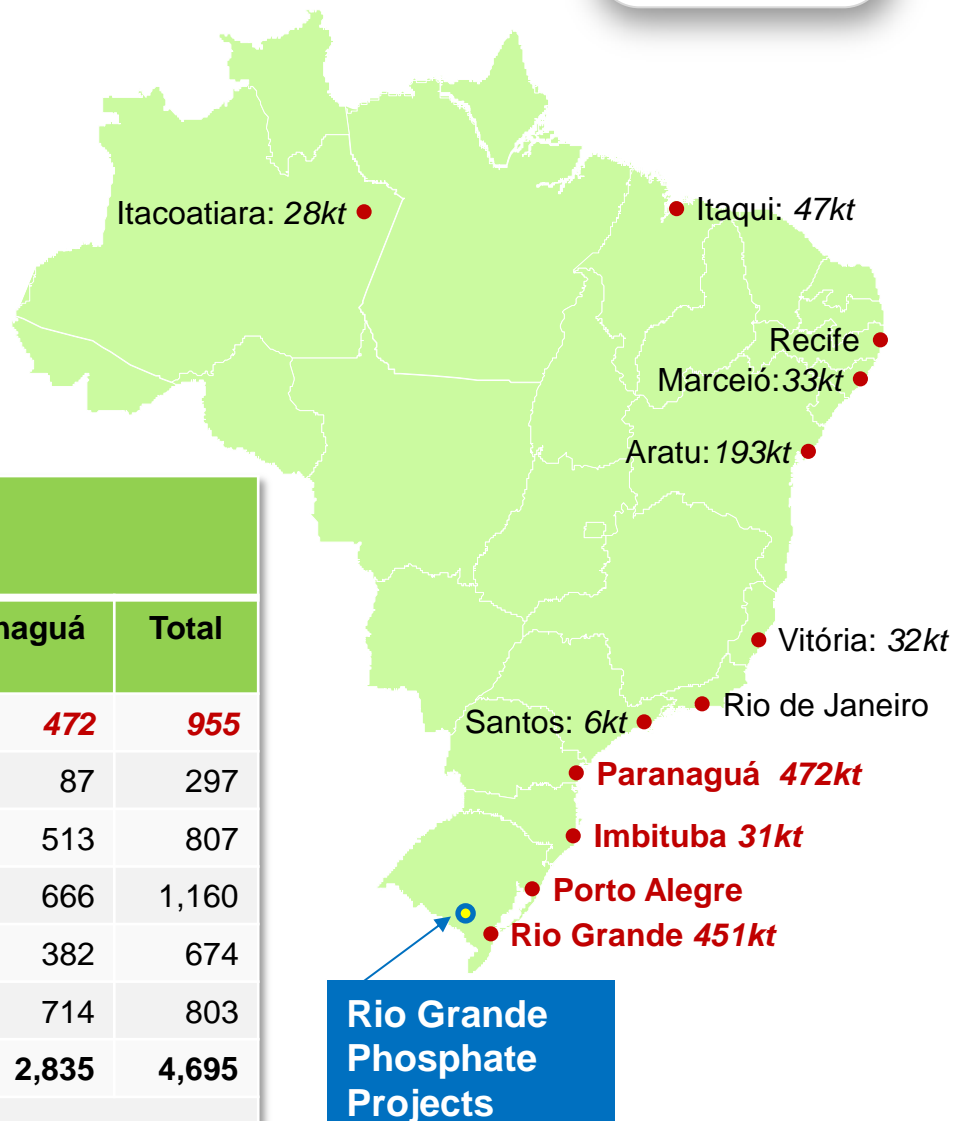 Itacoatiara: 28kt
Itaqui: 47kt
Recife
Marceió: 33kt
Aratu: 193kt
Vitória: 32kt
Rio de Janeiro
Santos: 6kt
Paranaguá 472kt
Imbituba 31kt
Porto Alegre
Rio Grande 451kt
Rio Grande
Phosphate
Projects
naguá Total
472 955
87 297
513 807
666 1,160
382 674
714 803
2,835 4,695